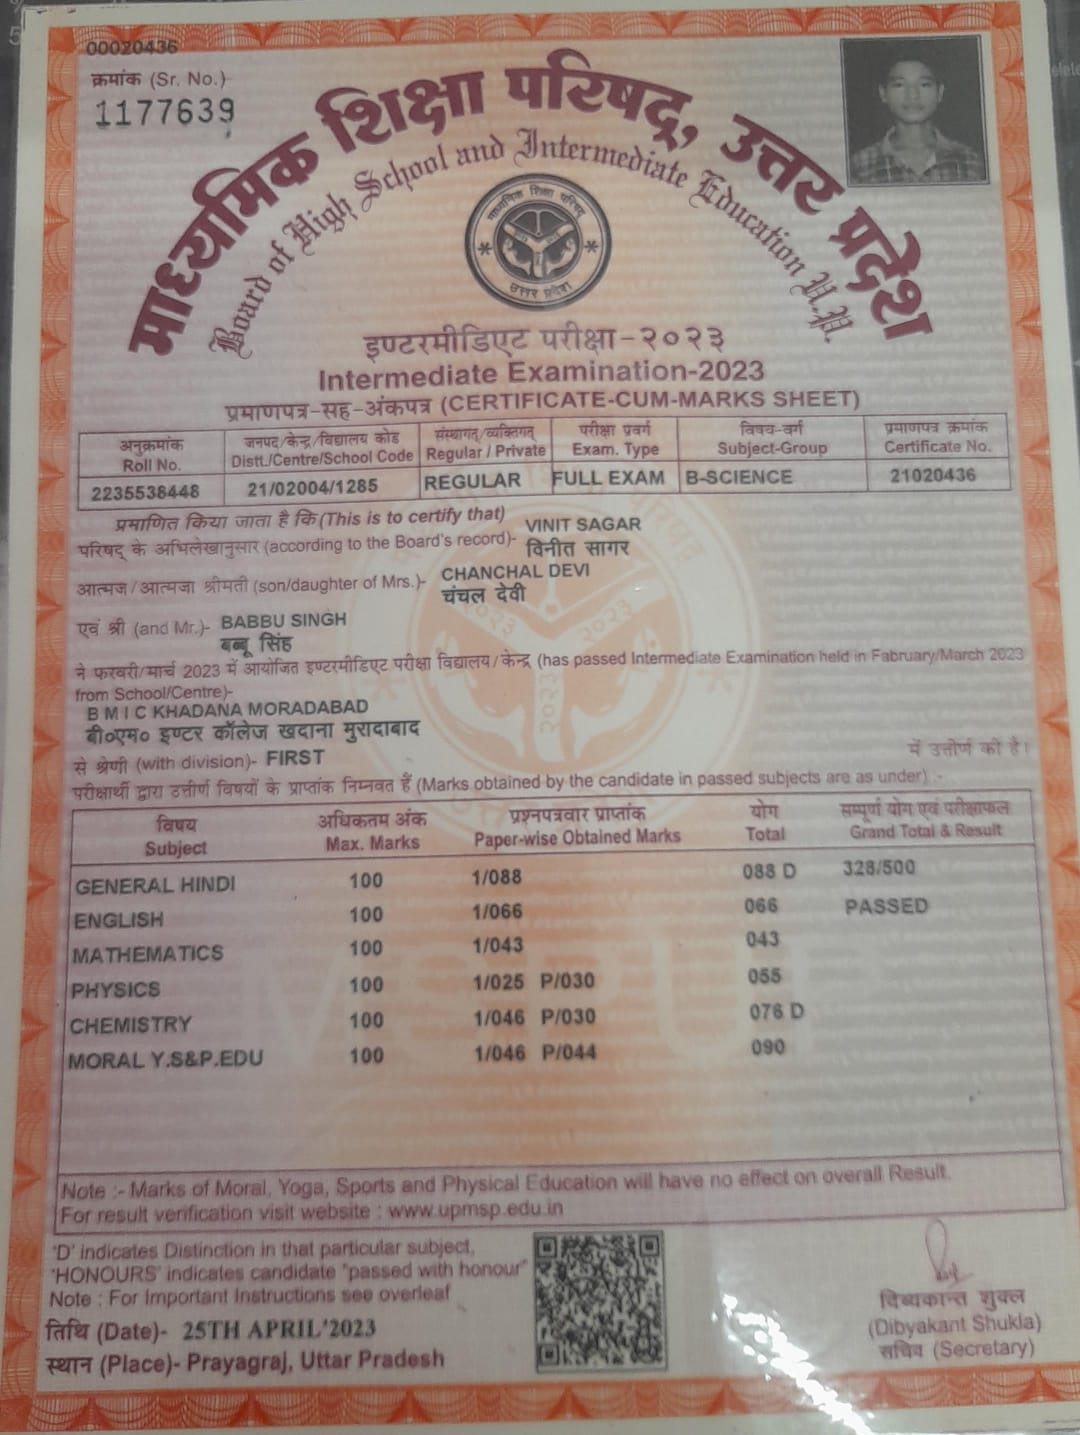 00020436
क्रमांक (Sr. No.)
1177639
माध्यमिक शिक्षा परिषद्, उत्तर प्रदेश
Board of High School and Intermediate Education U.P.
माध्यमिक शिक्षा परिषद्
उत्तर प्रदेश
इण्टरमीडिएट परीक्षा-२०२३
Intermediate Examination-2023
प्रमाणपत्र-सह-अंकपत्र (CERTIFICATE-CUM-MARKS SHEET)
अनुक्रमांक जनपद/केन्द्र/विद्यालय कोड संस्थागत/व्यक्तिगत परीक्षा प्रवर्ग विषय-वर्ग प्रमाणपत्र क्रमांक
Roll No. Distt./Centre/School Code Regular / Private Exam. Type Subject-Group Certificate No.
2235538448 21/02004/1285 REGULAR FULL EXAM B-SCIENCE 21020436
प्रमाणित किया जाता है कि (This is to certify that) VINIT SAGAR
परिषद् के अभिलेखानुसार (according to the Board's record)- विनीत सागर
आत्मज/आत्मजा श्रीमती (son/daughter of Mrs.)- CHANCHAL DEVI
चंचल देवी
एवं श्री (and Mr.)- BABBU SINGH
बब्बू सिंह
ने फरवरी/मार्च 2023 में आयोजित इण्टरमीडिएट परीक्षा विद्यालय/केन्द्र (has passed Intermediate Examination held in Fabruary/March 2023
from School/Centre)-
B M I C KHADANA MORADABAD
बी०एम० इण्टर कॉलेज खदाना मुरादाबाद
से श्रेणी (with division)- FIRST में उत्तीर्ण की है।
परीक्षार्थी द्वारा उत्तीर्ण विषयों के प्राप्तांक निम्नवत हैं (Marks obtained by the candidate in passed subjects are as under) :-
विषय अधिकतम अंक प्रश्नपत्रवार प्राप्तांक योग सम्पूर्ण योग एवं परीक्षाफल
Subject Max. Marks Paper-wise Obtained Marks Total Grand Total & Result
GENERAL HINDI 100 1/088 088 D 328/500
ENGLISH 100 1/066 066 PASSED
MATHEMATICS 100 1/043 043
PHYSICS 100 1/025 P/030 055
CHEMISTRY 100 1/046 P/030 076 D
MORAL Y.S&P.EDU 100 1/046 P/044 090
Note :- Marks of Moral, Yoga, Sports and Physical Education will have no effect on overall Result.
For result verification visit website : www.upmsp.edu.in
'D' indicates Distinction in that particular subject,
'HONOURS' indicates candidate "passed with honour"
Note : For Important Instructions see overleaf
तिथि (Date)- 25TH APRIL'2023
स्थान (Place)- Prayagraj, Uttar Pradesh
दिव्यकान्त शुक्ल
(Dibyakant Shukla)
सचिव (Secretary)